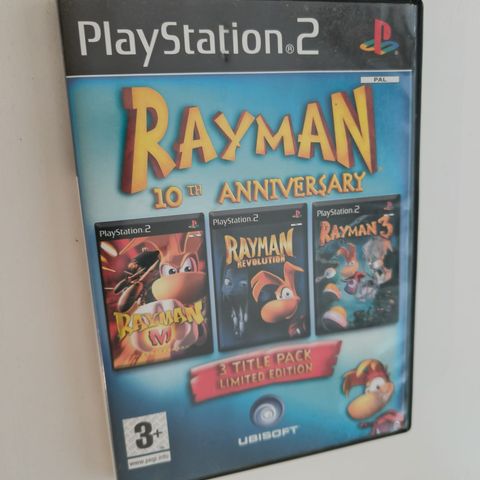 PlayStation®2
PAL
RAYMAN
10TH ANNIVERSARY
PlayStation®2
RAYMAN
M
PlayStation®2
RAYMAN
REVOLUTION
PlayStation®2
RAYMAN 3
3 TITLE PACK
LIMITED EDITION
3+
www.pegi.info
UBISOFT